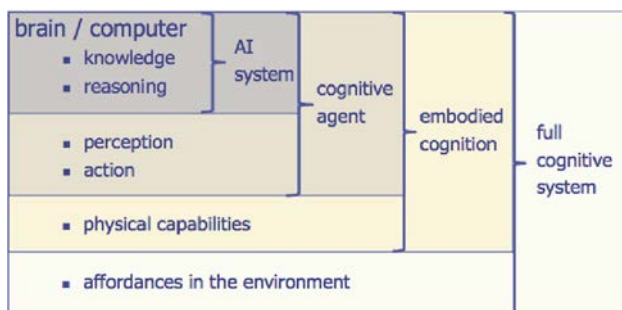 brain / computer
▪ knowledge
▪ reasoning
AI
system
▪ perception
▪ action
cognitive
agent
▪ physical capabilities
embodied
cognition
▪ affordances in the environment
full
cognitive
system